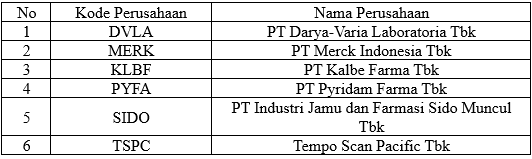 No Kode Perusahaan Nama Perusahaan
1 DVLA PT Darya-Varia Laboratoria Tbk
2 MERK PT Merck Indonesia Tbk
3 KLBF PT Kalbe Farma Tbk
4 PYFA PT Pyridam Farma Tbk
5 SIDO PT Industri Jamu dan Farmasi Sido Muncul
Tbk
6 TSPC Tempo Scan Pacific Tbk